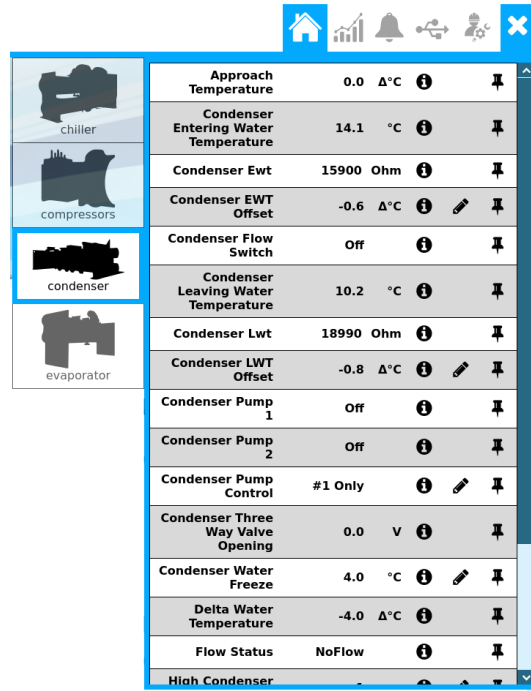 chiller
compressors
condenser
evaporator
Approach
Temperature
0.0 Δ°C
Condenser
Entering Water
Temperature
14.1 °C
Condenser Ewt 15900 Ohm
Condenser EWT
Offset
-0.6 Δ°C
Condenser Flow
Switch
Off
Condenser
Leaving Water
Temperature
10.2 °C
Condenser Lwt 18990 Ohm
Condenser LWT
Offset
-0.8 Δ°C
Condenser Pump
1
Off
Condenser Pump
2
Off
Condenser Pump
Control
#1 Only
Condenser Three
Way Valve
Opening
0.0 V
Condenser Water
Freeze
4.0 °C
Delta Water
Temperature
-4.0 Δ°C
Flow Status NoFlow
High Condenser